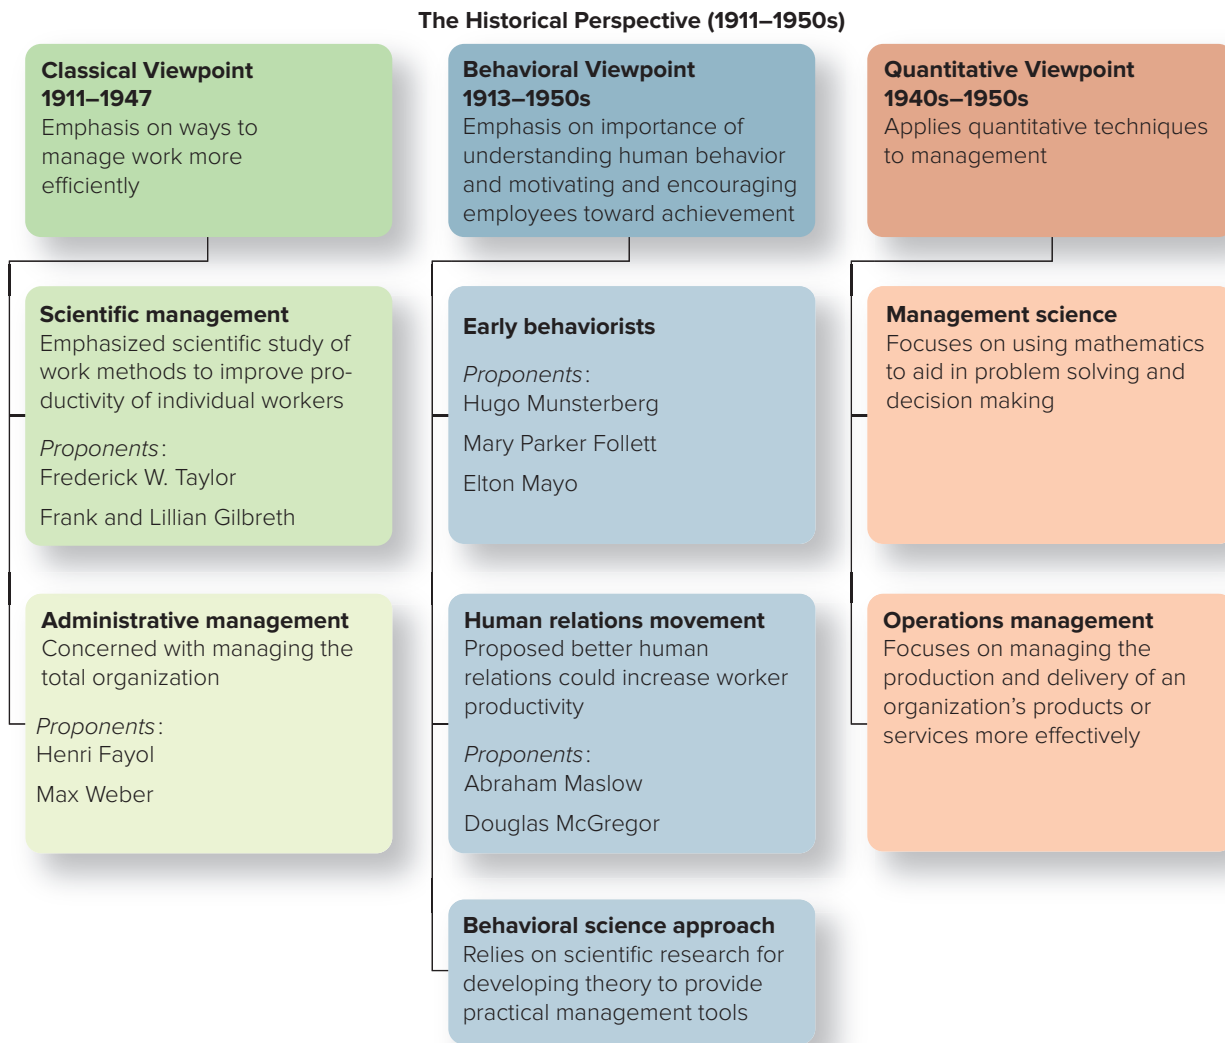 The Historical Perspective (1911–1950s)
Classical Viewpoint
1911–1947
Emphasis on ways to
manage work more
efficiently
Scientific management
Emphasized scientific study of
work methods to improve pro-
ductivity of individual workers
Proponents:
Frederick W. Taylor
Frank and Lillian Gilbreth
Administrative management
Concerned with managing the
total organization
Proponents:
Henri Fayol
Max Weber
Behavioral Viewpoint
1913–1950s
Emphasis on importance of
understanding human behavior
and motivating and encouraging
employees toward achievement
Early behaviorists
Proponents:
Hugo Munsterberg
Mary Parker Follett
Elton Mayo
Human relations movement
Proposed better human
relations could increase worker
productivity
Proponents:
Abraham Maslow
Douglas McGregor
Behavioral science approach
Relies on scientific research for
developing theory to provide
practical management tools
Quantitative Viewpoint
1940s–1950s
Applies quantitative techniques
to management
Management science
Focuses on using mathematics
to aid in problem solving and
decision making
Operations management
Focuses on managing the
production and delivery of an
organization's products or
services more effectively